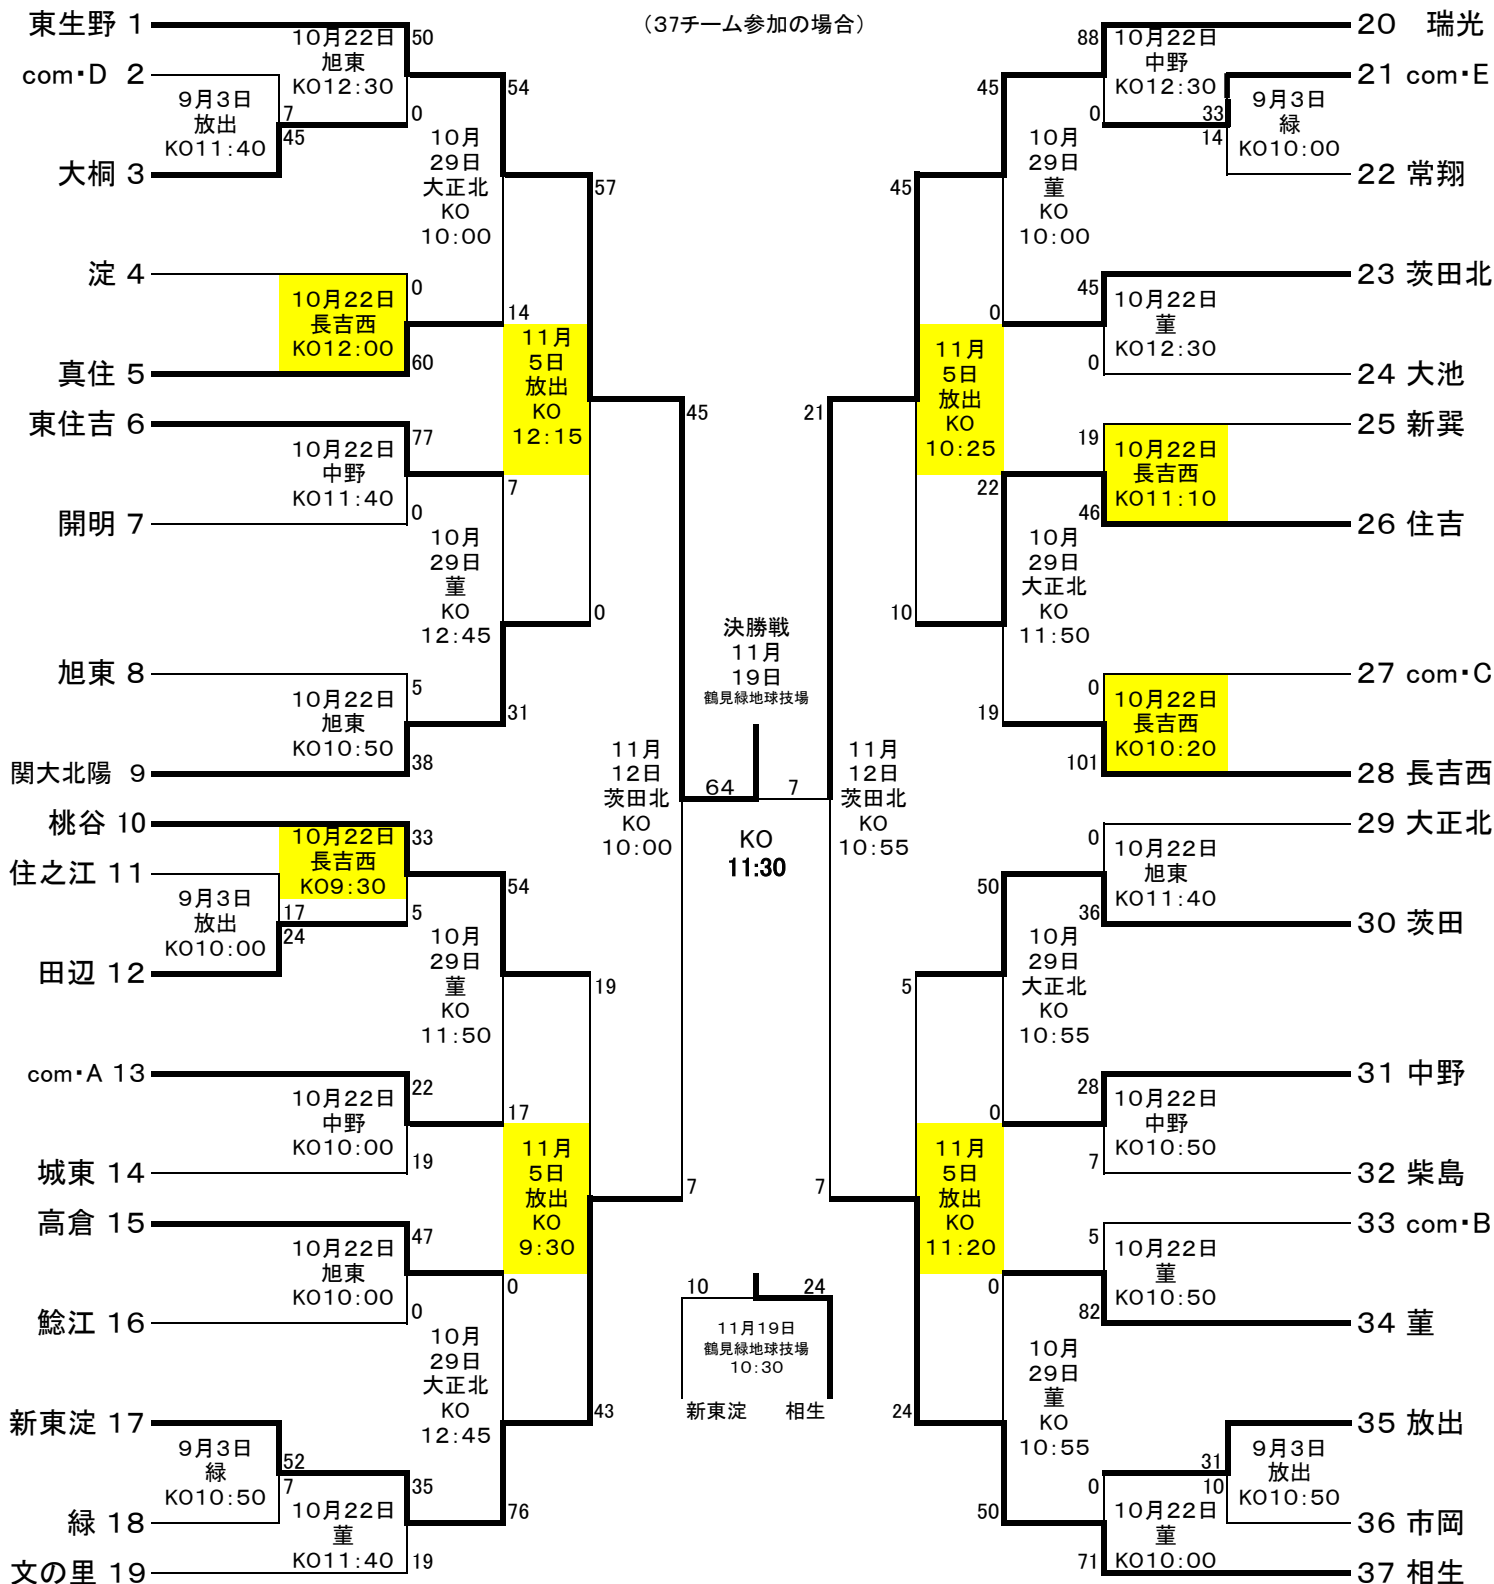 （37チーム参加の場合）
東生野 1
com･D 2
大桐 3
淀 4
真住 5
東住吉 6
開明 7
旭東 8
関大北陽 9
桃谷 10
住之江 11
田辺 12
com･A 13
城東 14
高倉 15
鯰江 16
新東淀 17
緑 18
文の里 19
9月3日
放出
KO11:40
7
45
9月3日
放出
KO10:00
17
24
9月3日
緑
KO10:50
52
7
10月22日
旭東
KO12:30
50
0
10月22日
長吉西
KO12:00
0
60
10月22日
中野
KO11:40
77
0
10月22日
旭東
KO10:50
5
38
10月22日
長吉西
KO9:30
33
5
10月22日
中野
KO10:00
22
19
10月22日
旭東
KO10:00
47
0
10月22日
菫
KO11:40
35
19
10月
29日
大正北
KO
10:00
54
14
10月
29日
菫
KO
12:45
7
31
10月
29日
菫
KO
11:50
54
17
10月
29日
大正北
KO
12:45
0
76
11月
5日
放出
KO
12:15
57
0
11月
5日
放出
KO
9:30
19
43
11月
12日
茨田北
KO
10:00
45
7
決勝戦
11月
19日
鶴見緑地球技場
64
7
KO
11:30
10
24
11月19日
鶴見緑地球技場
10:30
新東淀
相生
11月
12日
茨田北
KO
10:55
21
7
11月
5日
放出
KO
10:25
45
10
11月
5日
放出
KO
11:20
5
24
10月
29日
菫
KO
10:00
45
0
10月
29日
大正北
KO
11:50
22
19
10月
29日
大正北
KO
10:55
50
0
10月
29日
菫
KO
10:55
0
50
10月22日
中野
KO12:30
88
0
10月22日
菫
KO12:30
45
0
10月22日
長吉西
KO11:10
19
46
10月22日
長吉西
KO10:20
0
101
10月22日
旭東
KO11:40
0
36
10月22日
中野
KO10:50
28
7
10月22日
菫
KO10:50
5
82
10月22日
菫
KO10:00
0
71
9月3日
緑
KO10:00
33
14
9月3日
放出
KO10:50
31
10
20 瑞光
21 com･E
22 常翔
23 茨田北
24 大池
25 新巽
26 住吉
27 com･C
28 長吉西
29 大正北
30 茨田
31 中野
32 柴島
33 com･B
34 菫
35 放出
36 市岡
37 相生